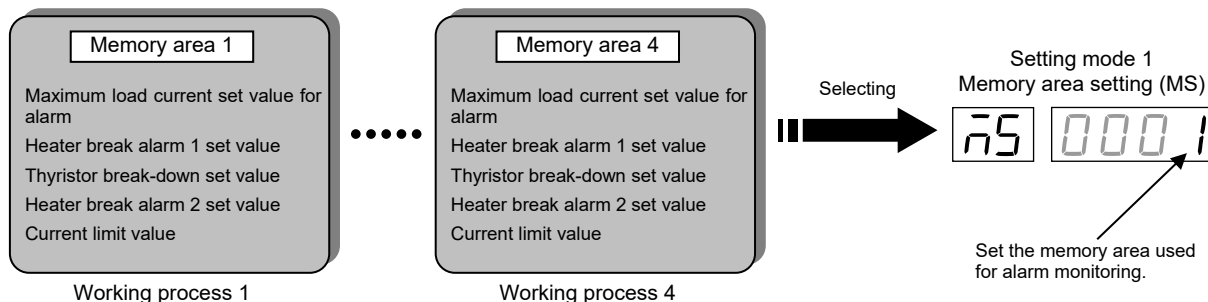 Memory area 1
Maximum load current set value for
alarm
Heater break alarm 1 set value
Thyristor break-down set value
Heater break alarm 2 set value
Current limit value
Working process 1
Memory area 4
Maximum load current set value for
alarm
Heater break alarm 1 set value
Thyristor break-down set value
Heater break alarm 2 set value
Current limit value
Working process 4
Selecting
Setting mode 1
Memory area setting (MS)
MS 0001
Set the memory area used
for alarm monitoring.